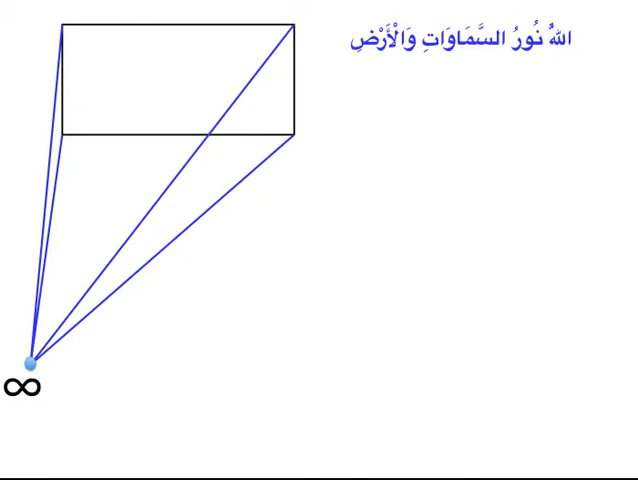 اللهُ نُورُ السَّمَاوَاتِ وَالْأَرْضِ
∞